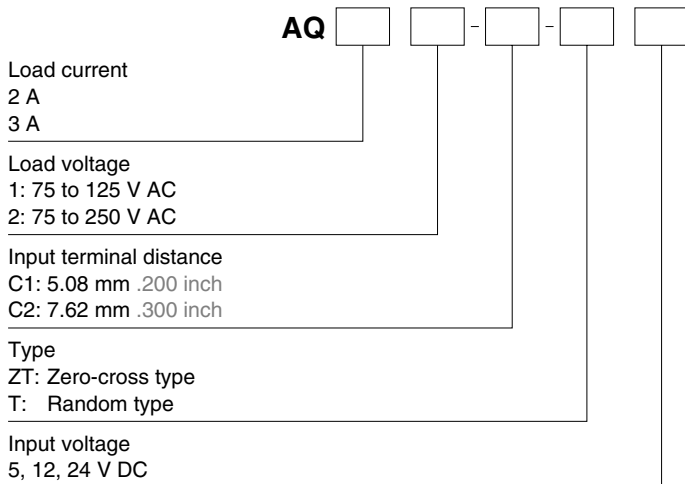 AQ - -
Load current
2 A
3 A
Load voltage
1: 75 to 125 V AC
2: 75 to 250 V AC
Input terminal distance
C1: 5.08 mm .200 inch
C2: 7.62 mm .300 inch
Type
ZT: Zero-cross type
T: Random type
Input voltage
5, 12, 24 V DC